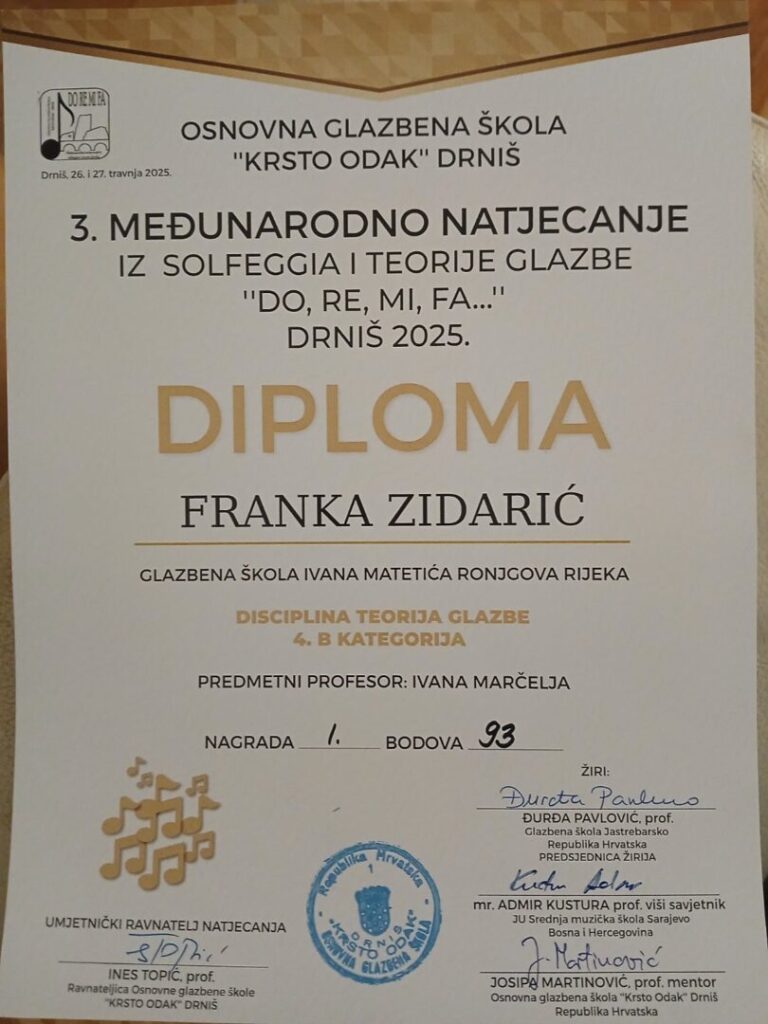 DO RE MI FA
Drniš, 26. i 27. travnja 2025.
OSNOVNA GLAZBENA ŠKOLA
"KRSTO ODAK" DRNIŠ
3. MEĐUNARODNO NATJECANJE
IZ SOLFEGGIA I TEORIJE GLAZBE
"DO, RE, MI, FA..."
DRNIŠ 2025.
DIPLOMA
FRANKA ZIDARIĆ
GLAZBENA ŠKOLA IVANA MATETIĆA RONJGOVA RIJEKA
DISCIPLINA TEORIJA GLAZBE
4. B KATEGORIJA
PREDMETNI PROFESOR: IVANA MARČELJA
NAGRADA 1. BODOVA 93
ŽIRI:
ĐURĐA PAVLOVIĆ, prof.
Glazbena škola Jastrebarsko
Republika Hrvatska
PREDSJEDNICA ŽIRIJA
mr. ADMIR KUSTURA prof. viši savjetnik
JU Srednja muzička škola Sarajevo
Bosna i Hercegovina
J. Martinović
JOSIPA MARTINOVIĆ, prof. mentor
Osnovna glazbena škola "Krsto Odak" Drniš
Republika Hrvatska
Republika Hrvatska
1
DRNIŠ
"KRSTO ODAK"
OSNOVNA GLAZBENA ŠKOLA
UMJETNIČKI RAVNATELJ NATJECANJA
INES TOPIĆ, prof.
Ravnateljica Osnovne glazbene škole
"KRSTO ODAK" DRNIŠ